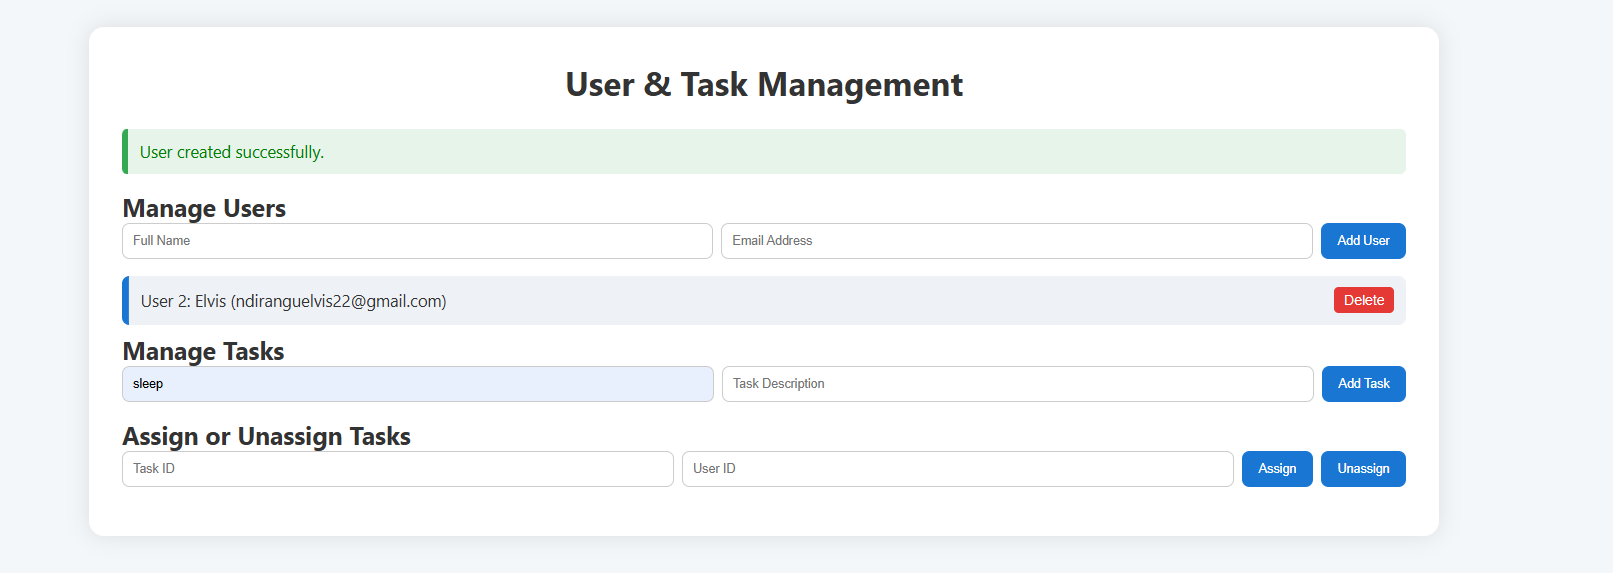 User & Task Management
User created successfully.
Manage Users
Full Name
Email Address
Add User
User 2: Elvis (ndiranguelvis22@gmail.com)
Delete
Manage Tasks
sleep
Task Description
Add Task
Assign or Unassign Tasks
Task ID
User ID
Assign
Unassign